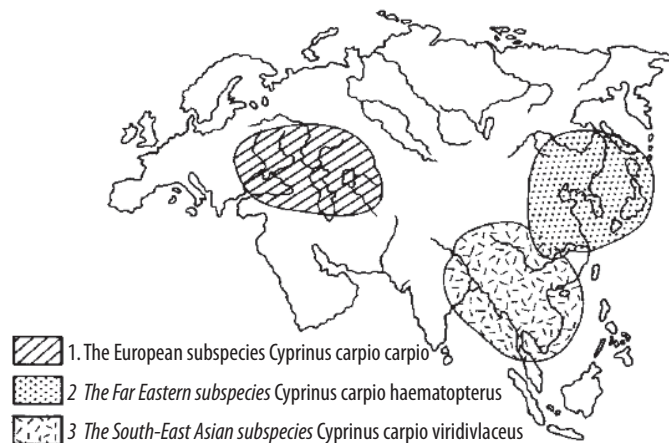 1. The European subspecies Cyprinus carpio carpio
2 The Far Eastern subspecies Cyprinus carpio haematopterus
3 The South-East Asian subspecies Cyprinus carpio viridivlaceus